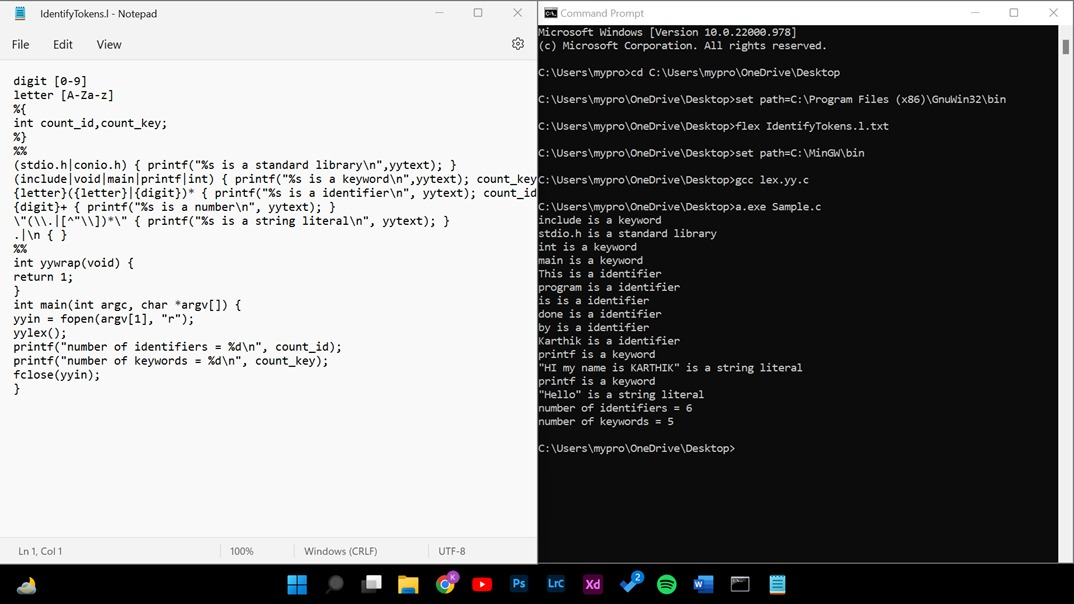 IdentifyTokens.l - Notepad
File Edit View
digit [0-9]
letter [A-Za-z]
%{
int count_id,count_key;
%}
%%
(stdio.h|conio.h) { printf("%s is a standard library\n",yytext); }
(include|void|main|printf|int) { printf("%s is a keyword\n",yytext); count_key
{letter}({letter}|{digit})* { printf("%s is a identifier\n", yytext); count_id
{digit}+ { printf("%s is a number\n", yytext); }
\"(\\.|[^"\\])*\" { printf("%s is a string literal\n", yytext); }
.|\n { }
%%
int yywrap(void) {
return 1;
}
int main(int argc, char *argv[]) {
yyin = fopen(argv[1], "r");
yylex();
printf("number of identifiers = %d\n", count_id);
printf("number of keywords = %d\n", count_key);
fclose(yyin);
}
Ln 1, Col 1 100% Windows (CRLF) UTF-8
Command Prompt
Microsoft Windows [Version 10.0.22000.978]
(c) Microsoft Corporation. All rights reserved.
C:\Users\mypro>cd C:\Users\mypro\OneDrive\Desktop
C:\Users\mypro\OneDrive\Desktop>set path=C:\Program Files (x86)\GnuWin32\bin
C:\Users\mypro\OneDrive\Desktop>flex IdentifyTokens.l.txt
C:\Users\mypro\OneDrive\Desktop>set path=C:\MinGW\bin
C:\Users\mypro\OneDrive\Desktop>gcc lex.yy.c
C:\Users\mypro\OneDrive\Desktop>a.exe Sample.c
include is a keyword
stdio.h is a standard library
int is a keyword
main is a keyword
This is a identifier
program is a identifier
is is a identifier
done is a identifier
by is a identifier
Karthik is a identifier
printf is a keyword
"HI my name is KARTHIK" is a string literal
printf is a keyword
"Hello" is a string literal
number of identifiers = 6
number of keywords = 5
C:\Users\mypro\OneDrive\Desktop>
K
Ps
Lrc
Xd
2
W